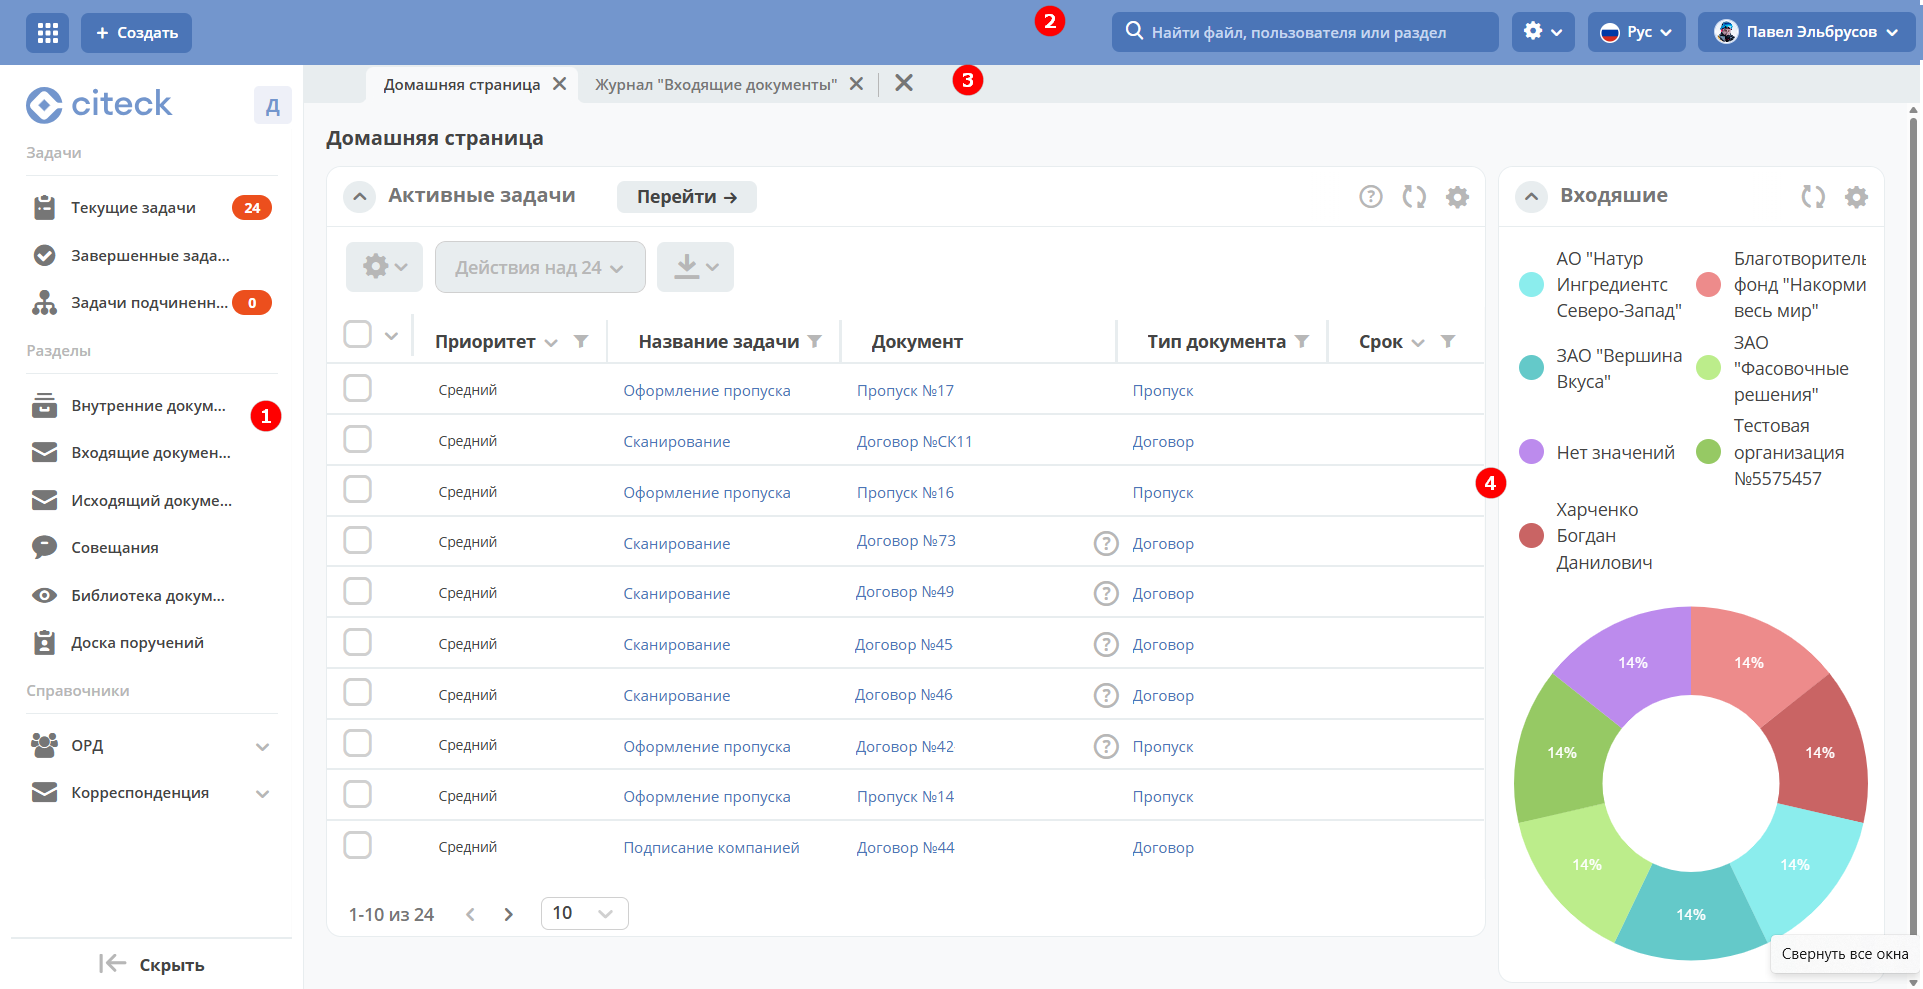 + Создать
2
Найти файл, пользователя или раздел
Рус
Павел Эльбрусов
citeck
Д
Домашняя страница
Журнал "Входящие документы"
3
Задачи
Текущие задачи 24
Завершенные зада...
Задачи подчиненн... 0
Разделы
Внутренние докум...
1
Входящие докумен...
Исходящий докуме...
Совещания
Библиотека докум...
Доска поручений
Справочники
ОРД
Корреспонденция
Скрыть
Домашняя страница
Активные задачи
Перейти →
?
Действия над 24
Приоритет Название задачи Документ Тип документа Срок
Средний Оформление пропуска Пропуск №17 Пропуск
Средний Сканирование Договор №СК11 Договор
Средний Оформление пропуска Пропуск №16 Пропуск
Средний Сканирование Договор №73 ? Договор
Средний Сканирование Договор №49 ? Договор
Средний Сканирование Договор №45 ? Договор
Средний Сканирование Договор №46 ? Договор
Средний Оформление пропуска Договор №42 ? Пропуск
Средний Оформление пропуска Пропуск №14 Пропуск
Средний Подписание компанией Договор №44 Договор
1-10 из 24
10
4
Входяшие
АО "Натур
Ингредиентс
Северо-Запад"
Благотворитель
фонд "Накорми
весь мир"
ЗАО "Вершина
Вкуса"
ЗАО
"Фасовочные
решения"
Нет значений
Тестовая
организация
№5575457
Харченко
Богдан
Данилович
14%
14%
14%
14%
14%
14%
14%
Свернуть все окна